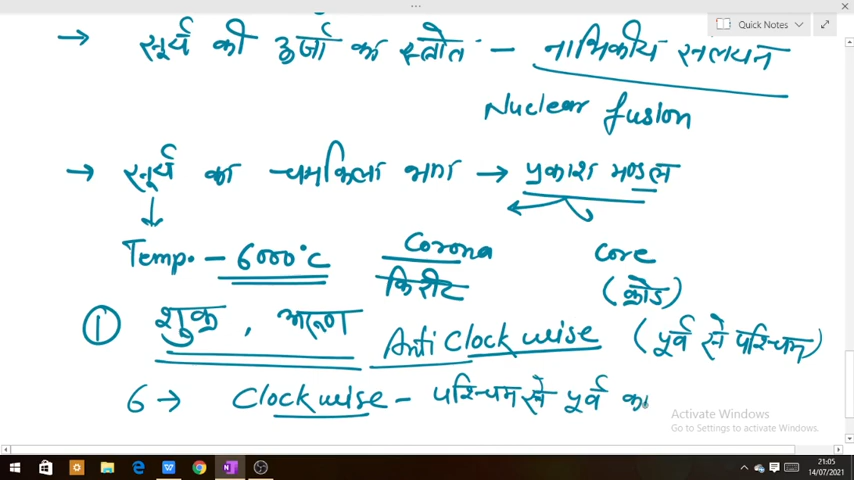 Quick Notes
→ सूर्य की ऊर्जा का स्त्रोत - नाभिकीय संलयन
Nuclear fusion
→ सूर्य का चमकिला भाग → प्रकाश मण्डल
Temp. - 6000°C Corona Core
किरीट (क्रोड)
① शुक्र, अरुण Anti Clockwise (पूर्व से पश्चिम)
6 → Clockwise - पश्चिम से पूर्व क
Activate Windows
Go to Settings to activate Windows.
21:05
14/07/2021